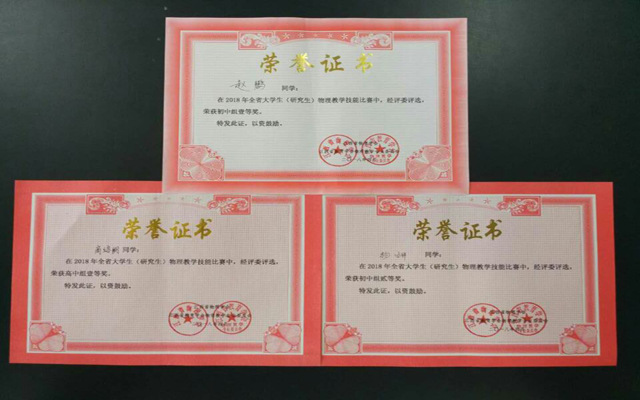 荣誉证书
赵 同学：
在2018年全省大学生（研究生）物理教学技能比赛中，经评委评选，
荣获初中组壹等奖。
特发此证，以资鼓励。
荣誉证书
同学：
在2018年全省大学生（研究生）物理教学技能比赛中，经评委评选，
荣获高中组壹等奖。
特发此证，以资鼓励。
荣誉证书
同学：
在2018年全省大学生（研究生）物理教学技能比赛中，经评委评选，
荣获初中组贰等奖。
特发此证，以资鼓励。